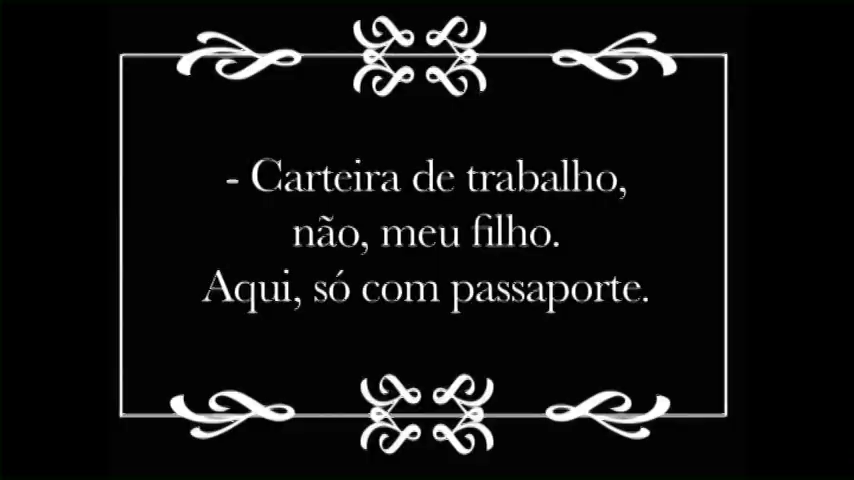 - Carteira de trabalho,
não, meu filho.
Aqui, só com passaporte.